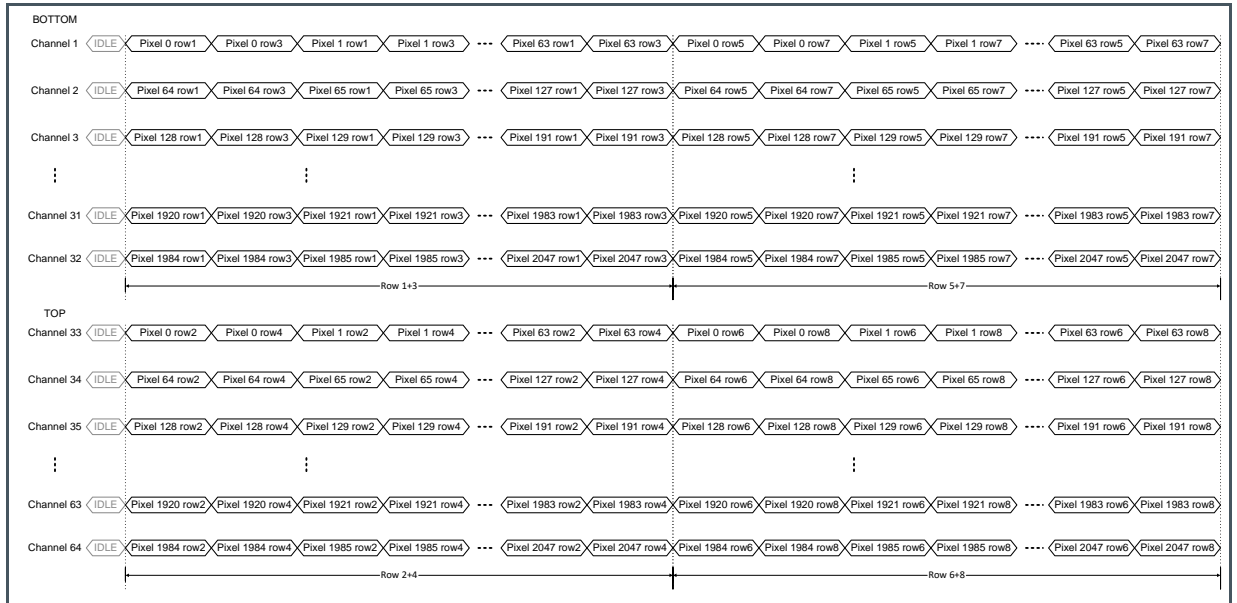 BOTTOM
Channel 1 IDLE Pixel 0 row1 Pixel 0 row3 Pixel 1 row1 Pixel 1 row3 Pixel 63 row1 Pixel 63 row3 Pixel 0 row5 Pixel 0 row7 Pixel 1 row5 Pixel 1 row7 Pixel 63 row5 Pixel 63 row7
Channel 2 IDLE Pixel 64 row1 Pixel 64 row3 Pixel 65 row1 Pixel 65 row3 Pixel 127 row1 Pixel 127 row3 Pixel 64 row5 Pixel 64 row7 Pixel 65 row5 Pixel 65 row7 Pixel 127 row5 Pixel 127 row7
Channel 3 IDLE Pixel 128 row1 Pixel 128 row3 Pixel 129 row1 Pixel 129 row3 Pixel 191 row1 Pixel 191 row3 Pixel 128 row5 Pixel 128 row7 Pixel 129 row5 Pixel 129 row7 Pixel 191 row5 Pixel 191 row7
Channel 31 IDLE Pixel 1920 row1 Pixel 1920 row3 Pixel 1921 row1 Pixel 1921 row3 Pixel 1983 row1 Pixel 1983 row3 Pixel 1920 row5 Pixel 1920 row7 Pixel 1921 row5 Pixel 1921 row7 Pixel 1983 row5 Pixel 1983 row7
Channel 32 IDLE Pixel 1984 row1 Pixel 1984 row3 Pixel 1985 row1 Pixel 1985 row3 Pixel 2047 row1 Pixel 2047 row3 Pixel 1984 row5 Pixel 1984 row7 Pixel 1985 row5 Pixel 1985 row7 Pixel 2047 row5 Pixel 2047 row7
Row 1+3 Row 5+7
TOP
Channel 33 IDLE Pixel 0 row2 Pixel 0 row4 Pixel 1 row2 Pixel 1 row4 Pixel 63 row2 Pixel 63 row4 Pixel 0 row6 Pixel 0 row8 Pixel 1 row6 Pixel 1 row8 Pixel 63 row6 Pixel 63 row8
Channel 34 IDLE Pixel 64 row2 Pixel 64 row4 Pixel 65 row2 Pixel 65 row4 Pixel 127 row2 Pixel 127 row4 Pixel 64 row6 Pixel 64 row8 Pixel 65 row6 Pixel 65 row8 Pixel 127 row6 Pixel 127 row8
Channel 35 IDLE Pixel 128 row2 Pixel 128 row4 Pixel 129 row2 Pixel 129 row4 Pixel 191 row2 Pixel 191 row4 Pixel 128 row6 Pixel 128 row8 Pixel 129 row6 Pixel 129 row8 Pixel 191 row6 Pixel 191 row8
Channel 63 IDLE Pixel 1920 row2 Pixel 1920 row4 Pixel 1921 row2 Pixel 1921 row4 Pixel 1983 row2 Pixel 1983 row4 Pixel 1920 row6 Pixel 1920 row8 Pixel 1921 row6 Pixel 1921 row8 Pixel 1983 row6 Pixel 1983 row8
Channel 64 IDLE Pixel 1984 row2 Pixel 1984 row4 Pixel 1985 row2 Pixel 1985 row4 Pixel 2047 row2 Pixel 2047 row4 Pixel 1984 row6 Pixel 1984 row8 Pixel 1985 row6 Pixel 1985 row8 Pixel 2047 row6 Pixel 2047 row8
Row 2+4 Row 6+8